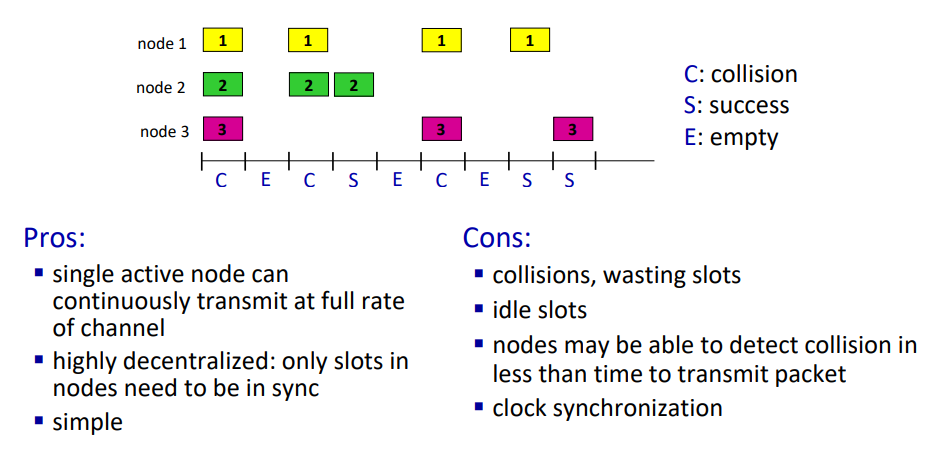 node 1 1 1 1 1
node 2 2 2 2
node 3 3 3 3
C E C S E C E S S
C: collision
S: success
E: empty
Pros:
▪ single active node can
continuously transmit at full rate
of channel
▪ highly decentralized: only slots in
nodes need to be in sync
▪ simple
Cons:
▪ collisions, wasting slots
▪ idle slots
▪ nodes may be able to detect collision in
less than time to transmit packet
▪ clock synchronization